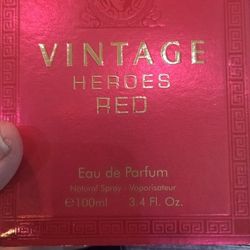 VINTAGE
HEROES
RED
Eau de Parfum
Natural Spray - Vaporisateur
℮100ml 3.4 Fl. Oz.